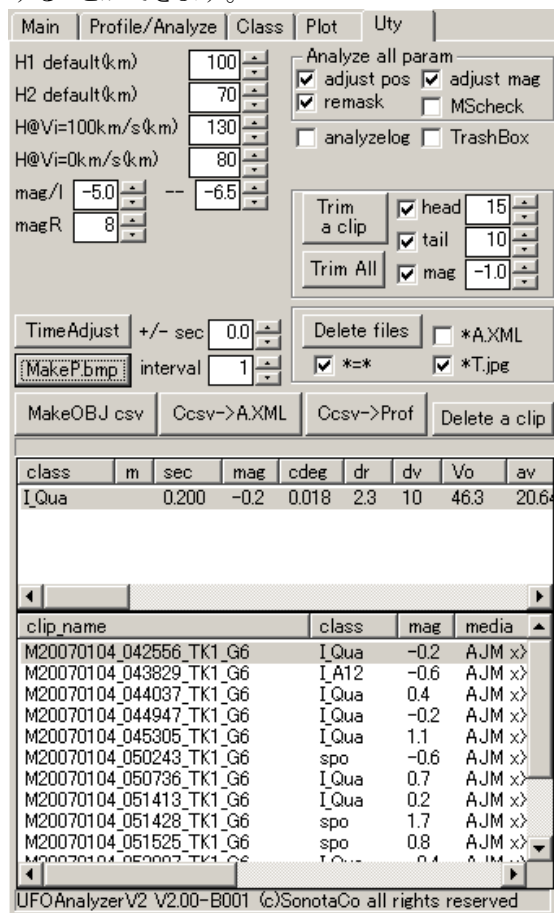 Main Profile/Analyze Class Plot Uty
H1 default(km) 100
H2 default(km) 70
H@Vi=100km/s(km) 130
H@Vi=0km/s(km) 80
mag/l -5.0 -- -6.5
magR 8
Analyze all param
adjust pos adjust mag
remask MScheck
analyzelog TrashBox
Trim a clip head 15
tail 10
Trim All mag -1.0
TimeAdjust +/- sec 0.0
MakeP.bmp interval 1
Delete files *A.XML
*=* *T.jpg
MakeOBJ csv Ccsv->A.XML Ccsv->Prof Delete a clip
class m sec mag cdeg dr dv Vo av
I_Qua 0.200 -0.2 0.018 2.3 10 46.3 20.64
clip_name class mag media
M20070104_042556_TK1_G6 I_Qua -0.2 AJM x
M20070104_043829_TK1_G6 I_A12 -0.6 AJM x
M20070104_044037_TK1_G6 I_Qua 0.4 AJM x
M20070104_044947_TK1_G6 I_Qua -0.2 AJM x
M20070104_045305_TK1_G6 I_Qua 1.1 AJM x
M20070104_050243_TK1_G6 spo -0.6 AJM x
M20070104_050736_TK1_G6 I_Qua 0.7 AJM x
M20070104_051413_TK1_G6 I_Qua 0.2 AJM x
M20070104_051428_TK1_G6 spo 1.7 AJM x
M20070104_051525_TK1_G6 spo 0.8 AJM x
UFOAnalyzerV2 V2.00-B001 (c)SonotaCo all rights reserved